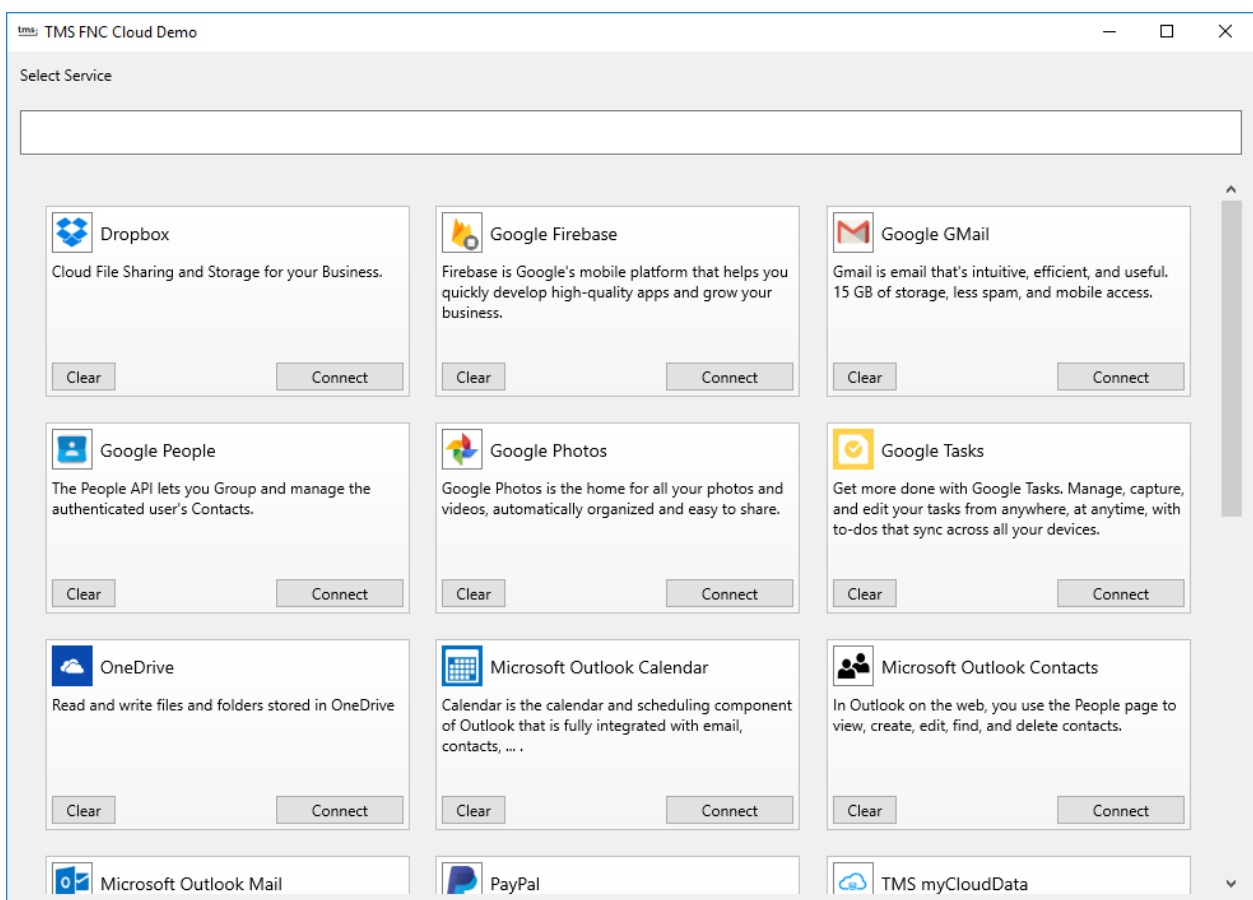 tms; TMS FNC Cloud Demo
Select Service
Dropbox
Cloud File Sharing and Storage for your Business.
Clear Connect
Google Firebase
Firebase is Google's mobile platform that helps you
quickly develop high-quality apps and grow your
business.
Clear Connect
Google GMail
Gmail is email that's intuitive, efficient, and useful.
15 GB of storage, less spam, and mobile access.
Clear Connect
Google People
The People API lets you Group and manage the
authenticated user's Contacts.
Clear Connect
Google Photos
Google Photos is the home for all your photos and
videos, automatically organized and easy to share.
Clear Connect
Google Tasks
Get more done with Google Tasks. Manage, capture,
and edit your tasks from anywhere, at anytime, with
to-dos that sync across all your devices.
Clear Connect
OneDrive
Read and write files and folders stored in OneDrive
Clear Connect
Microsoft Outlook Calendar
Calendar is the calendar and scheduling component
of Outlook that is fully integrated with email,
contacts, ... .
Clear Connect
Microsoft Outlook Contacts
In Outlook on the web, you use the People page to
view, create, edit, find, and delete contacts.
Clear Connect
Microsoft Outlook Mail
PayPal
TMS myCloudData